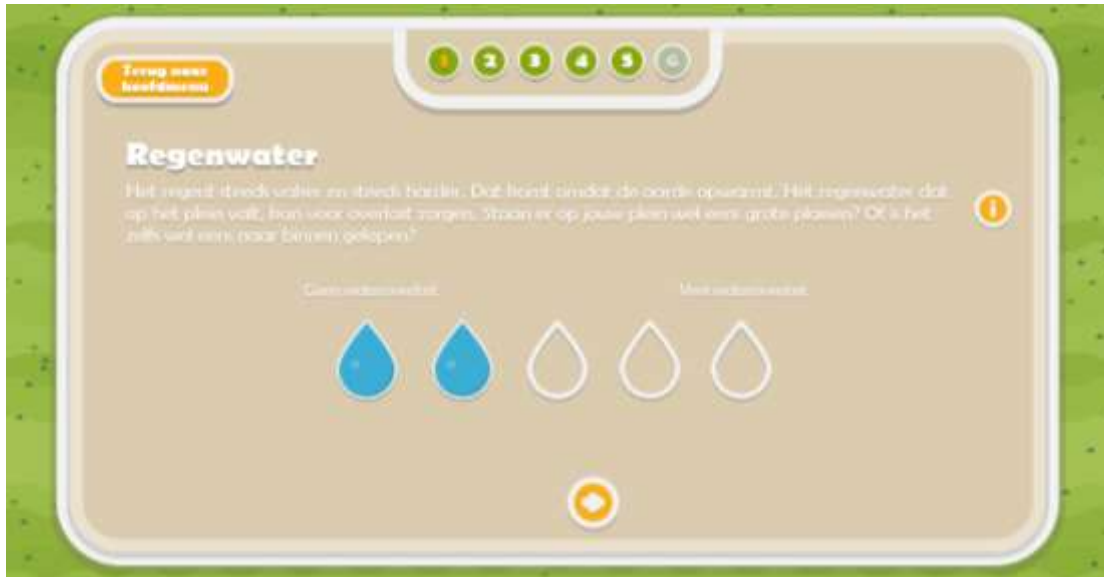 Terug naar
hoofdmenu
1 2 3 4 5 6
Regenwater
Het regent steeds vaker en steeds harder. Dat komt omdat de aarde opwarmt. Het regenwater dat
op het plein valt, kan voor overlast zorgen. Staan er op jouw plein wel eens grote plassen? Of is het
zelfs wel eens naar binnen gelopen?
Geen wateroverlast
Veel wateroverlast
i